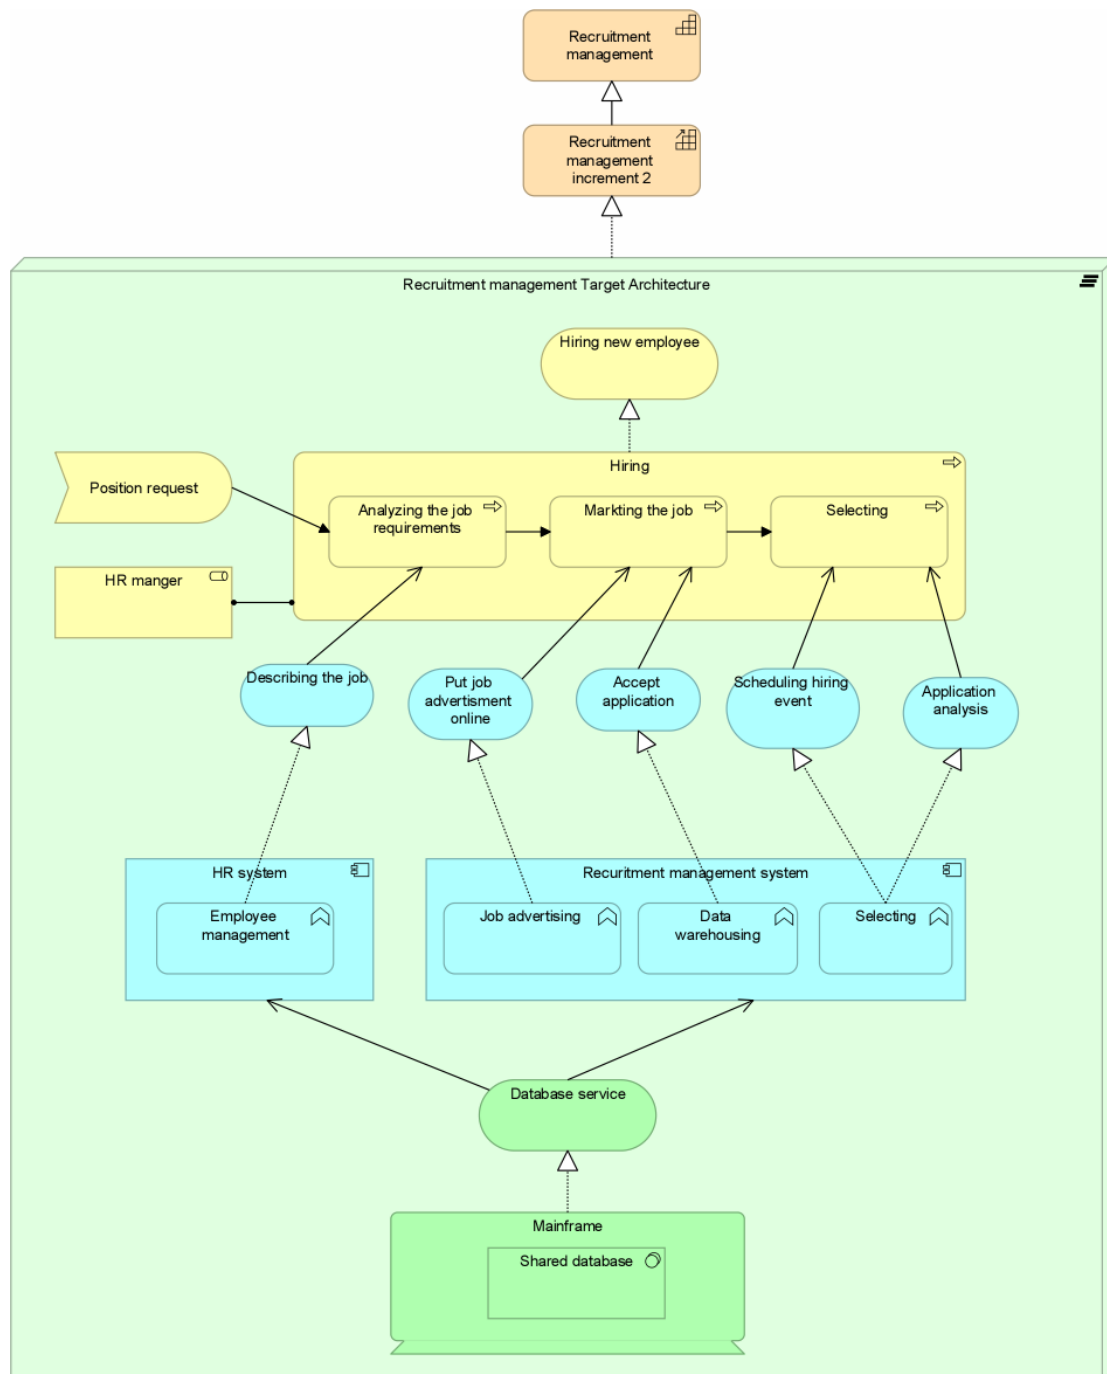 Recruitment
management
Recruitment
management
increment 2
Recruitment management Target Architecture
Hiring new employee
Hiring
Position request
Analyzing the job
requirements
Markting the job
Selecting
HR manger
Describing the job
Put job
advertisment
online
Accept
application
Scheduling hiring
event
Application
analysis
HR system
Employee
management
Recuritment management system
Job advertising
Data
warehousing
Selecting
Database service
Mainframe
Shared database